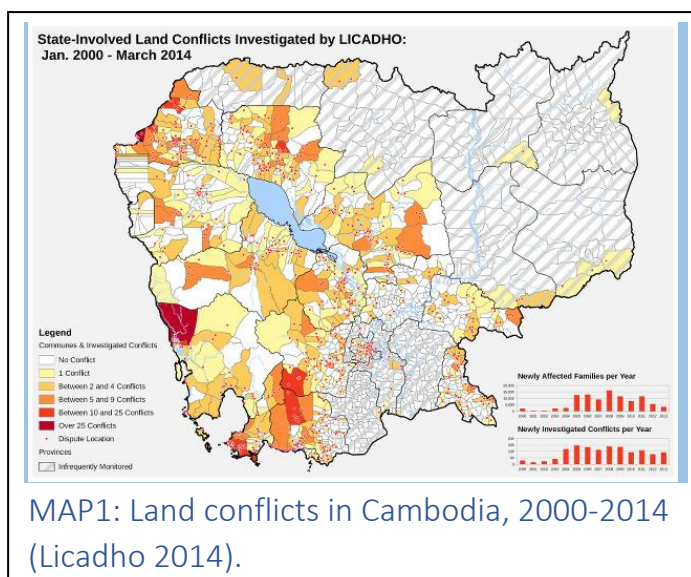 State-Involved Land Conflicts Investigated by LICADHO:
Jan. 2000 - March 2014
Legend
Communes & Investigated Conflicts
No Conflict
1 Conflict
Between 2 and 4 Conflicts
Between 5 and 9 Conflicts
Between 10 and 25 Conflicts
Over 25 Conflicts
Dispute Location
Provinces
Infrequently Monitored
Newly Affected Families per Year
Newly Investigated Conflicts per Year
MAP1: Land conflicts in Cambodia, 2000-2014
(Licadho 2014).